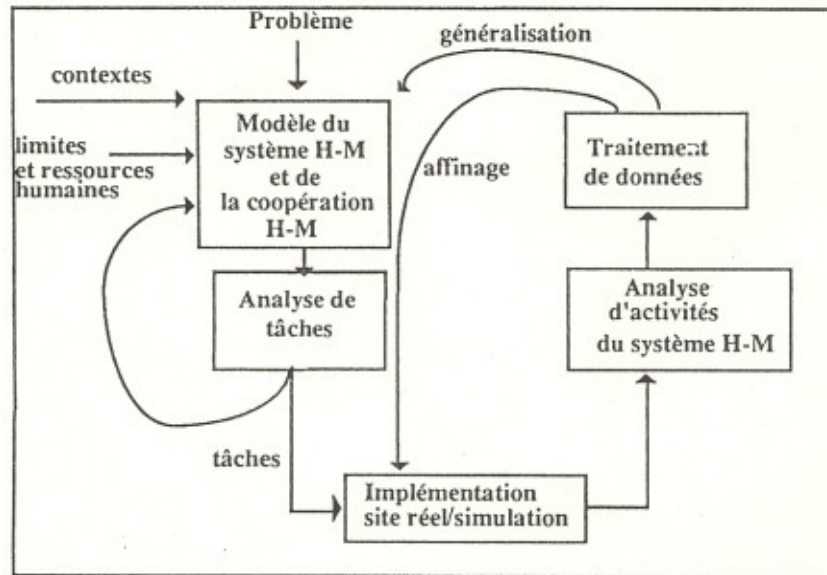 Problème
généralisation
contextes
Modèle du
système H-M
et de
la coopération
H-M
limites
et ressources
humaines
affinage
Traitement
de données
Analyse de
tâches
Analyse
d'activités
du système H-M
tâches
Implémentation
site réel/simulation